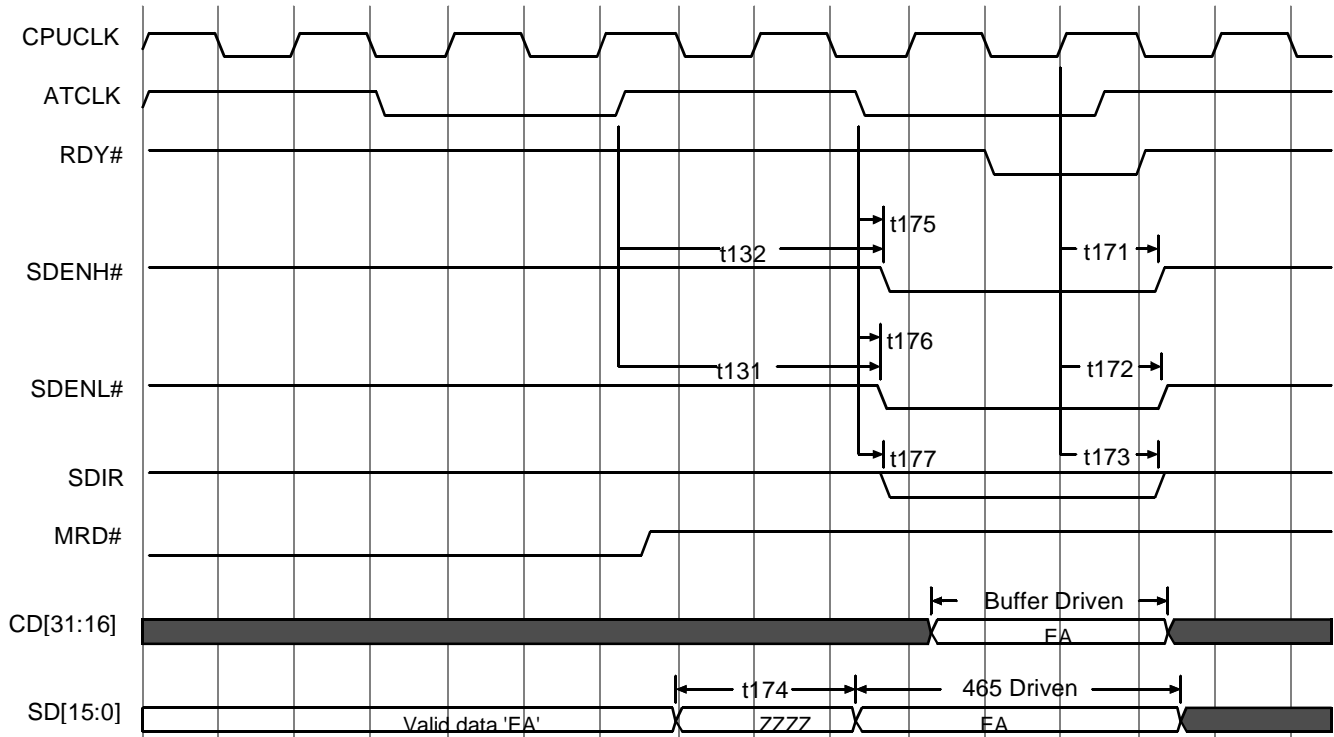 CPUCLK
ATCLK
RDY#
t175
t132
t171
SDENH#
t176
t131
t172
SDENL#
t177
t173
SDIR
MRD#
Buffer Driven
CD[31:16]
EA
t174
465 Driven
SD[15:0]
Valid data 'EA'
ZZZZ
EA